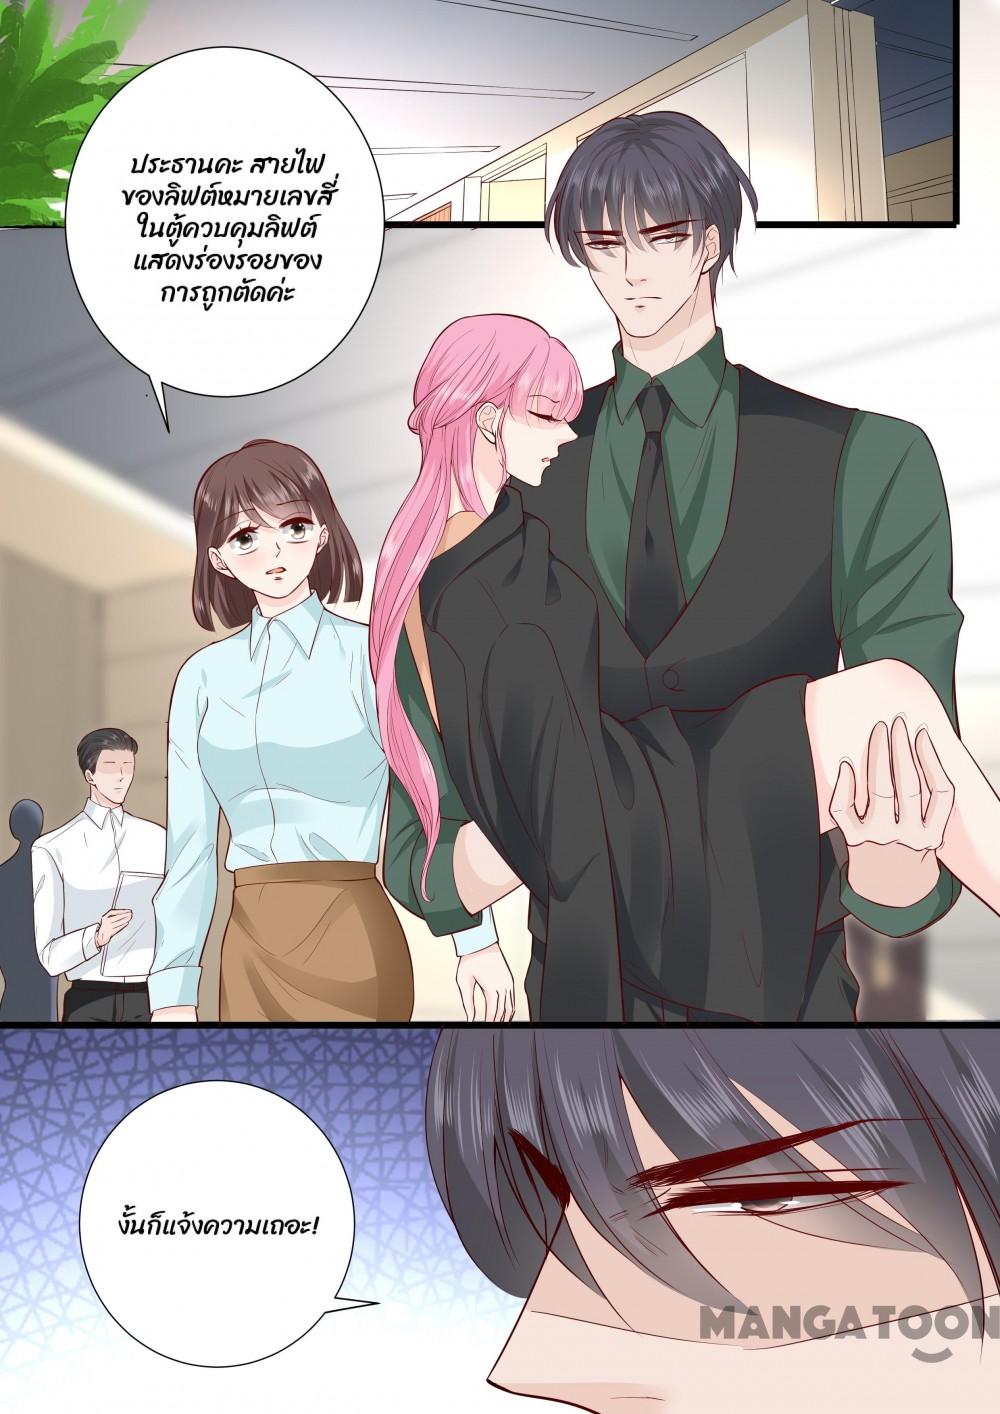 ประธานคะ สายไฟ
ของลิฟต์หมายเลขสี่
ในตู้ควบคุมลิฟต์
แสดงร่องรอยของ
การถูกตัดค่ะ
งั้นก็แจ้งความเถอะ!
MANGATOON